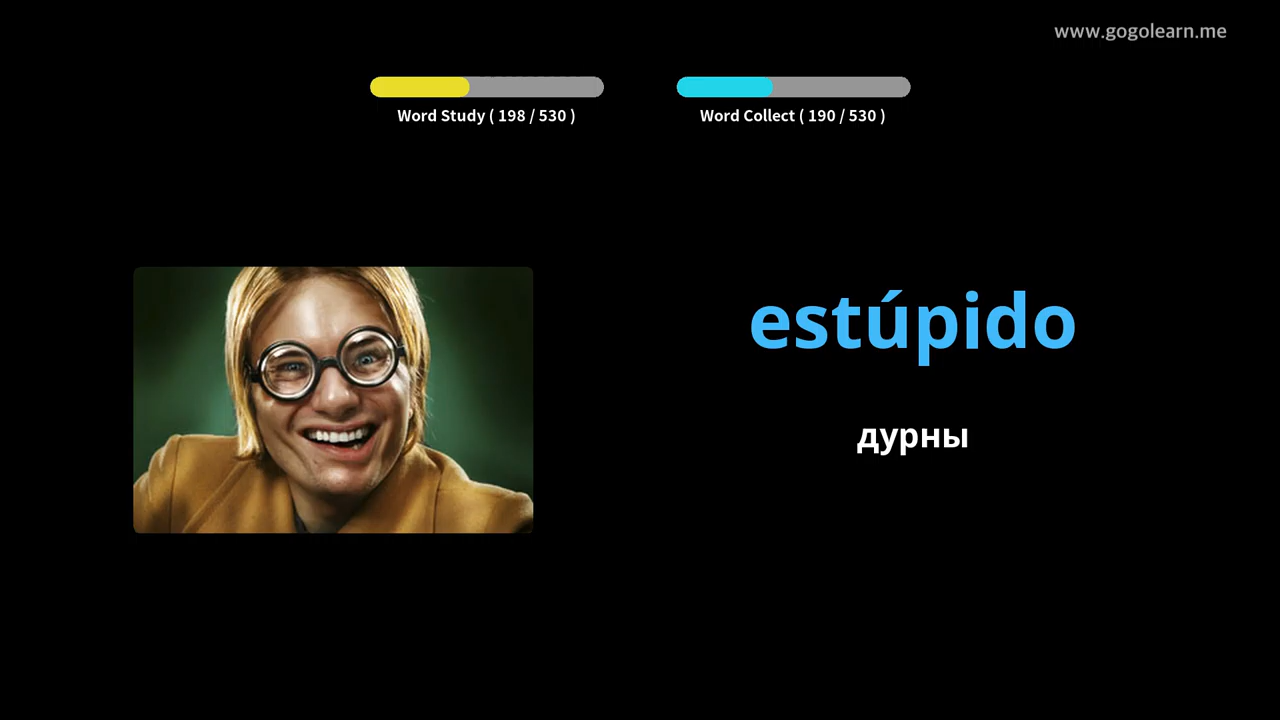 www.gogolearn.me
Word Study ( 198 / 530 )
Word Collect ( 190 / 530 )
estúpido
дурны